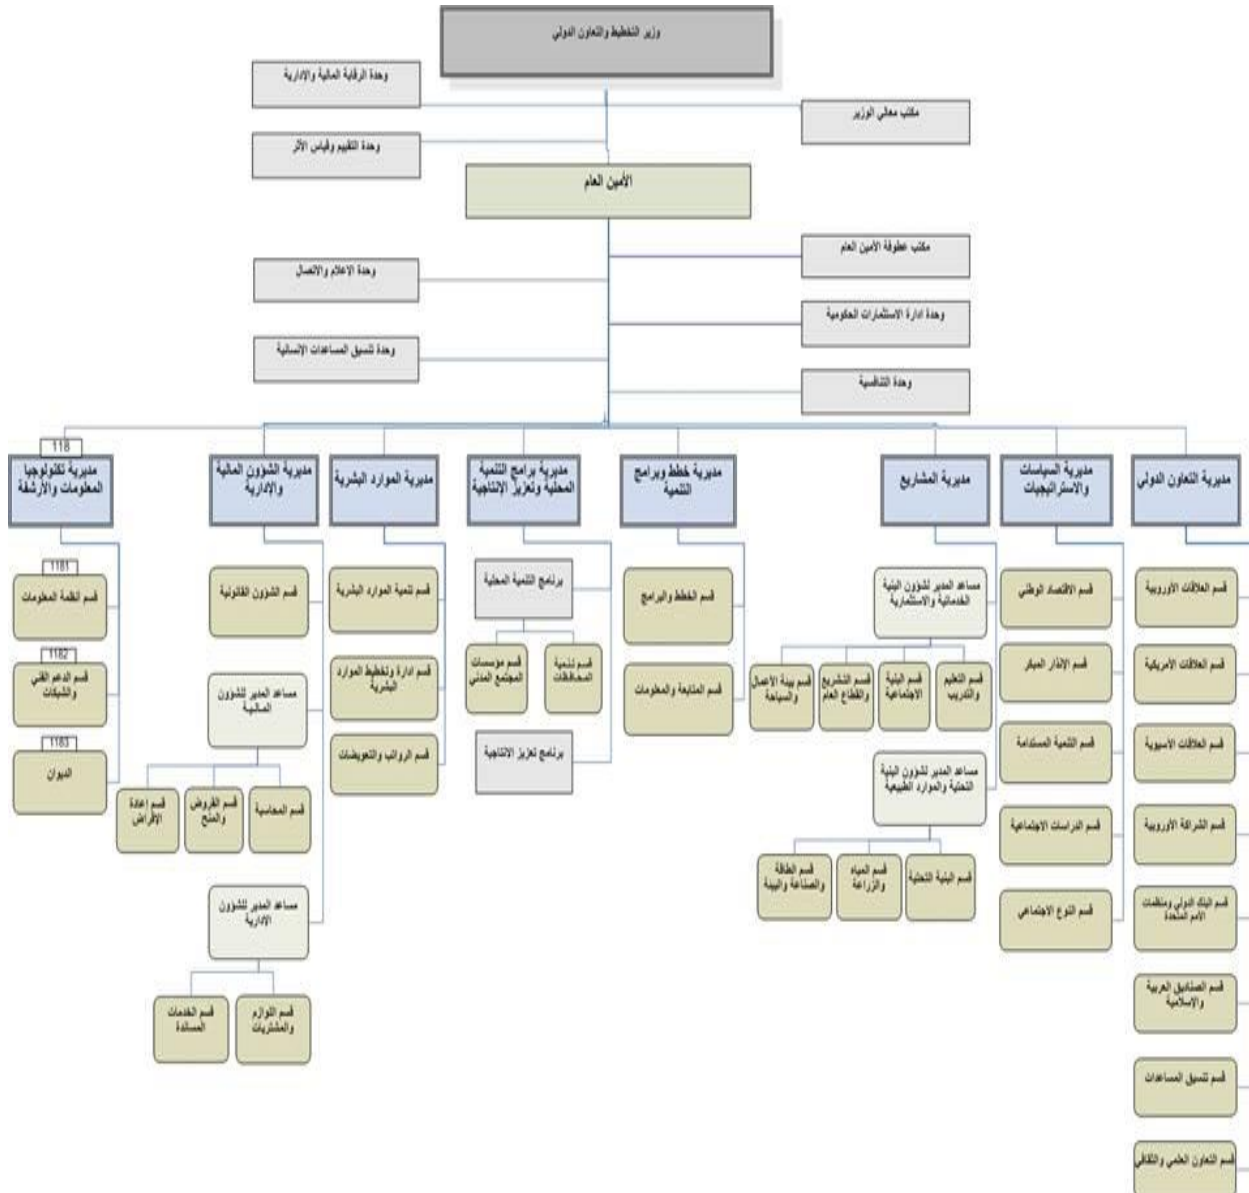 وزير التخطيط والتعاون الدولي
وحدة الرقابة المالية والإدارية
مكتب معالي الوزير
وحدة التقييم وقياس الأثر
الأمين العام
مكتب عطوفة الأمين العام
وحدة الاعلام والاتصال
وحدة ادارة الاستثمارات الحكومية
وحدة تنسيق المساعدات الإنسانية
وحدة التنافسية
مديرية التعاون الدولي
قسم العلاقات الأوروبية
قسم العلاقات الأمريكية
قسم العلاقات الأسيوية
قسم الشراكة الأوروبية
قسم البنك الدولي ومنظمات
الأمم المتحدة
قسم الصناديق العربية
والإسلامية
قسم تنسيق المساعدات
قسم التعاون العلمي والثقافي
مديرية السياسات
والاستراتيجيات
قسم الاقتصاد الوطني
قسم الإنذار المبكر
قسم التنمية المستدامة
قسم الدراسات الاجتماعية
قسم النوع الاجتماعي
مديرية المشاريع
مساعد المدير لشؤون البنية
الخدماتية والاستثمارية
قسم التعليم
والتدريب
قسم البنية
الاجتماعية
قسم التشريع
والقطاع العام
قسم بيئة الاعمال
والسياحة
مساعد المدير لشؤون البنية
التحتية والموارد الطبيعية
قسم البنية التحتية
قسم المياه
والزراعة
قسم الطاقة
والصناعة والبيئة
مديرية خطط وبرامج
التنمية
قسم الخطط والبرامج
قسم المتابعة والمعلومات
مديرية برامج التنمية
المحلية وتعزيز الإنتاجية
برنامج التنمية المحلية
قسم تنمية
المحافظات
قسم مؤسسات
المجتمع المدني
برنامج تعزيز الانتاجية
مديرية الموارد البشرية
قسم تنمية الموارد البشرية
قسم ادارة وتخطيط الموارد
البشرية
قسم الرواتب والتعويضات
مديرية الشؤون المالية
والإدارية
قسم الشؤون القانونية
مساعد المدير للشؤون
المالية
قسم المحاسبة
قسم القروض
والمنح
قسم إعادة
الإقراض
مساعد المدير للشؤون
الإدارية
قسم اللوازم
والمشتريات
قسم الخدمات
المساندة
118
مديرية تكنولوجيا
المعلومات والأرشفة
1181
قسم أنظمة المعلومات
1182
قسم الدعم الفني
والشبكات
1183
الديوان